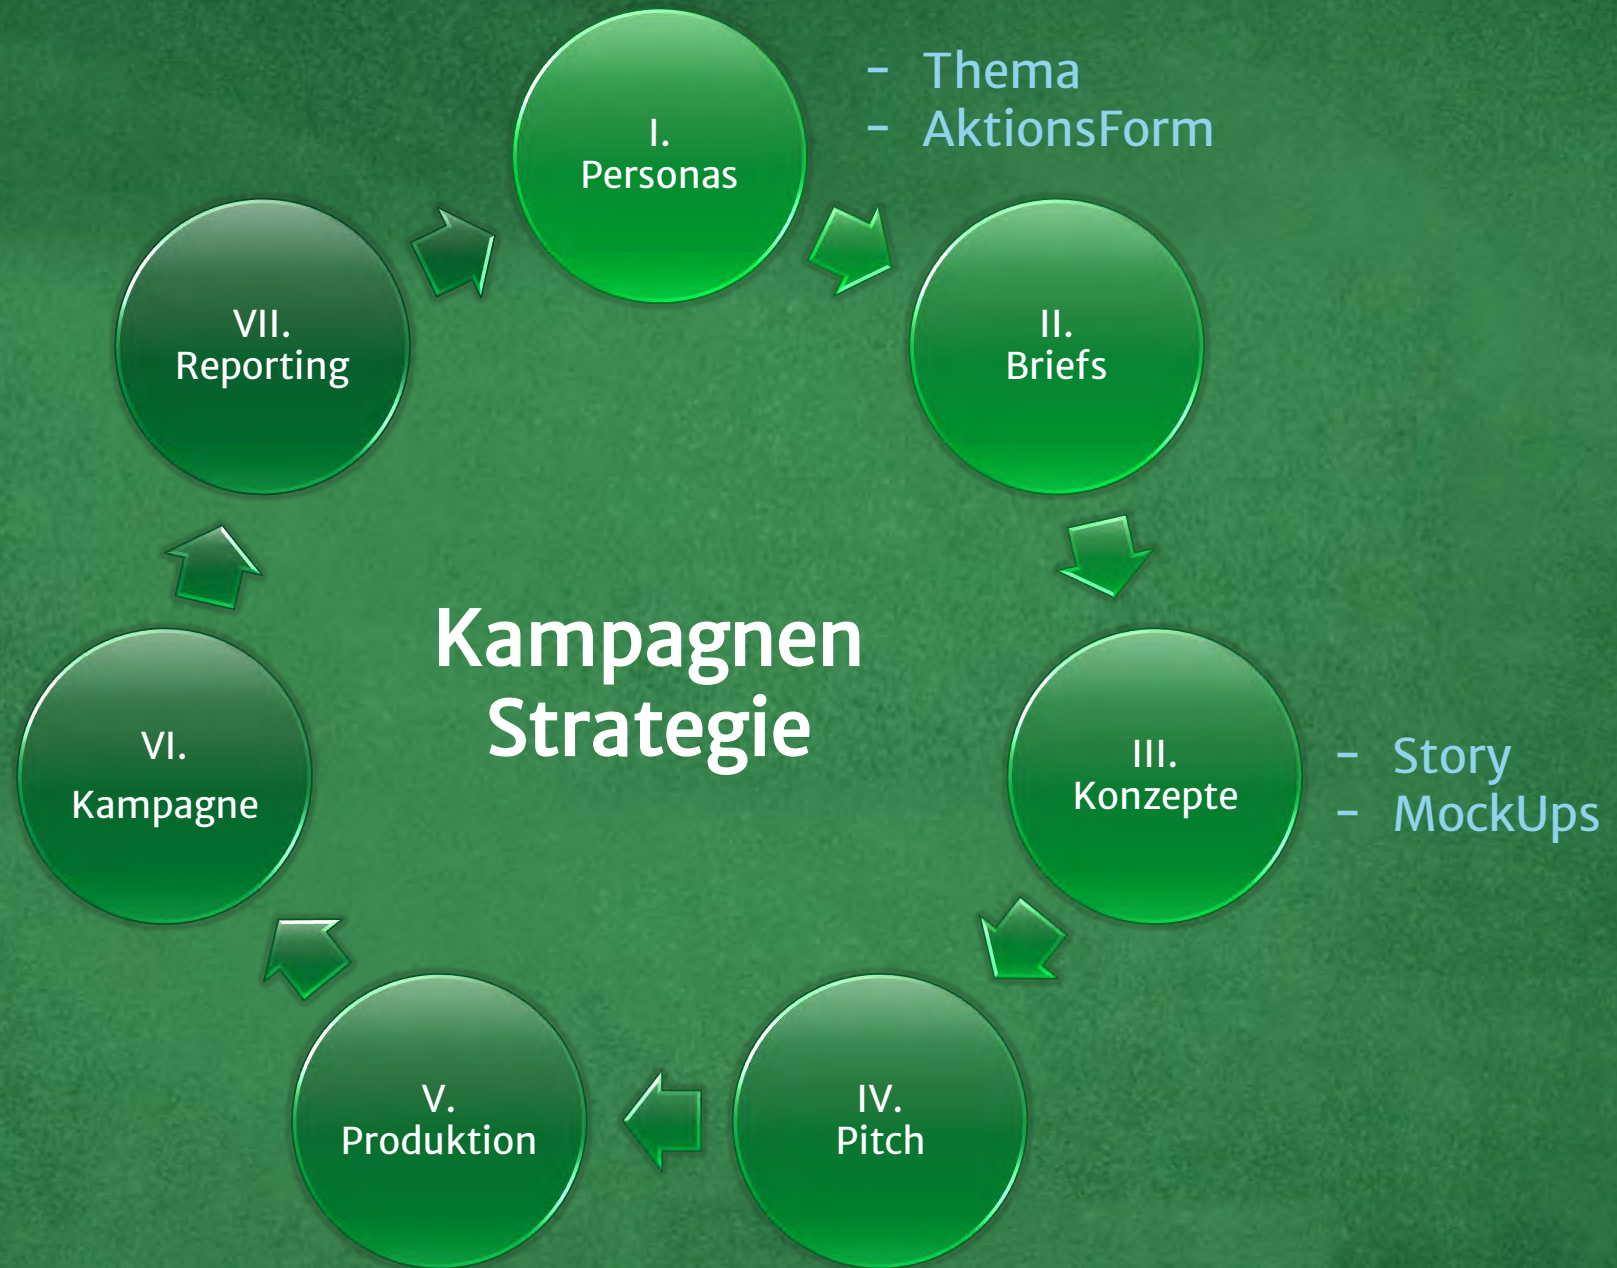 I.
Personas
- Thema
- AktionsForm
II.
Briefs
III.
Konzepte
- Story
- MockUps
IV.
Pitch
V.
Produktion
VI.
Kampagne
VII.
Reporting
Kampagnen
Strategie